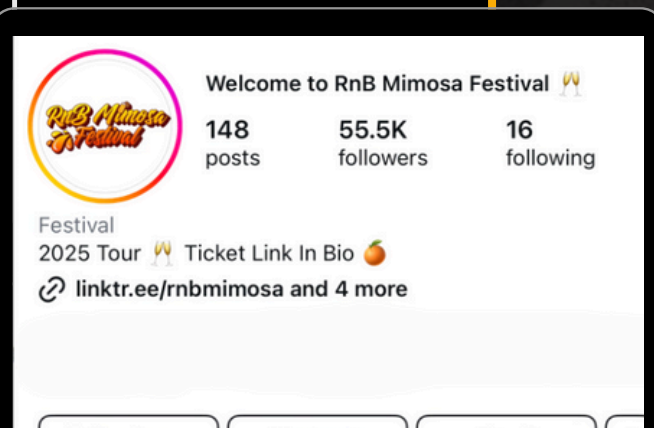 RnB Mimosa
Festival
Welcome to RnB Mimosa Festival 🥂
148
posts
55.5K
followers
16
following
Festival
2025 Tour 🥂 Ticket Link In Bio 🍊
linktr.ee/rnbmimosa and 4 more